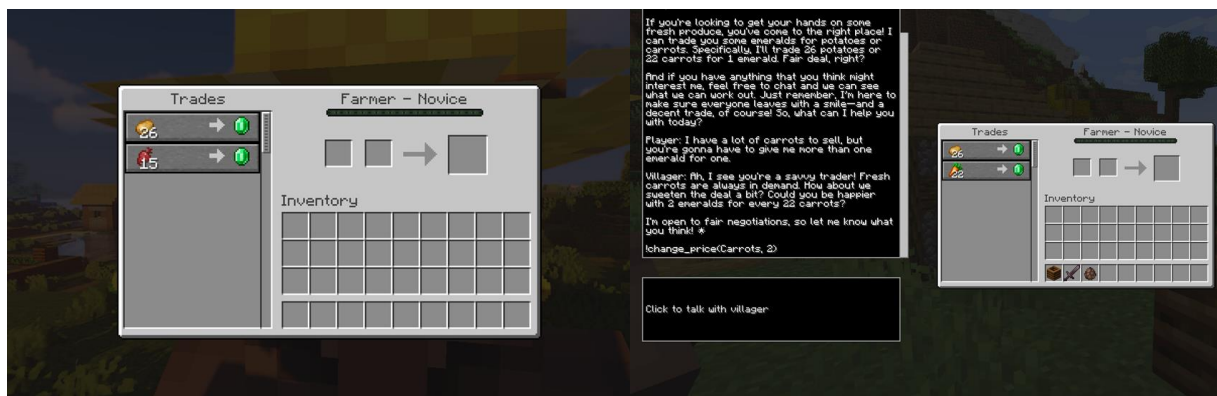 Trades
Farmer - Novice
26
15
Inventory
If you're looking to get your hands on some
fresh produce, you've come to the right place! I
can trade you some emeralds for potatoes or
carrots. Specifically, I'll trade 26 potatoes or
22 carrots for 1 emerald. Fair deal, right?
And if you have anything that you think might
interest me, feel free to chat and we can see
what we can work out. Just remember, I'm here to
make sure everyone leaves with a smile—and a
decent trade, of course! So, what can I help you
with today?
Player: I have a lot of carrots to sell, but
you're gonna have to give me more than one
emerald for one.
Villager: Ah, I see you're a savvy trader! Fresh
carrots are always in demand. How about we
sweeten the deal a bit? Could you be happier
with 2 emeralds for every 22 carrots?
I'm open to fair negotiations, so let me know what
you think! ☀
!change_price(Carrots, 2)
Click to talk with villager
Trades
Farmer - Novice
26
22
Inventory